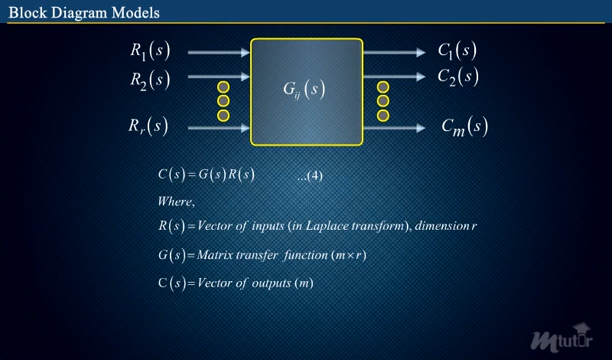 Block Diagram Models
R₁(s) C₁(s)
R₂(s) Gᵢⱼ(s) C₂(s)
Rᵣ(s) Cₘ(s)
C(s)=G(s)R(s) ...(4)
Where,
R(s)=Vector of inputs (in Laplace transform), dimension r
G(s)=Matrix transfer function (m×r)
C(s)=Vector of outputs (m)
Mtutor